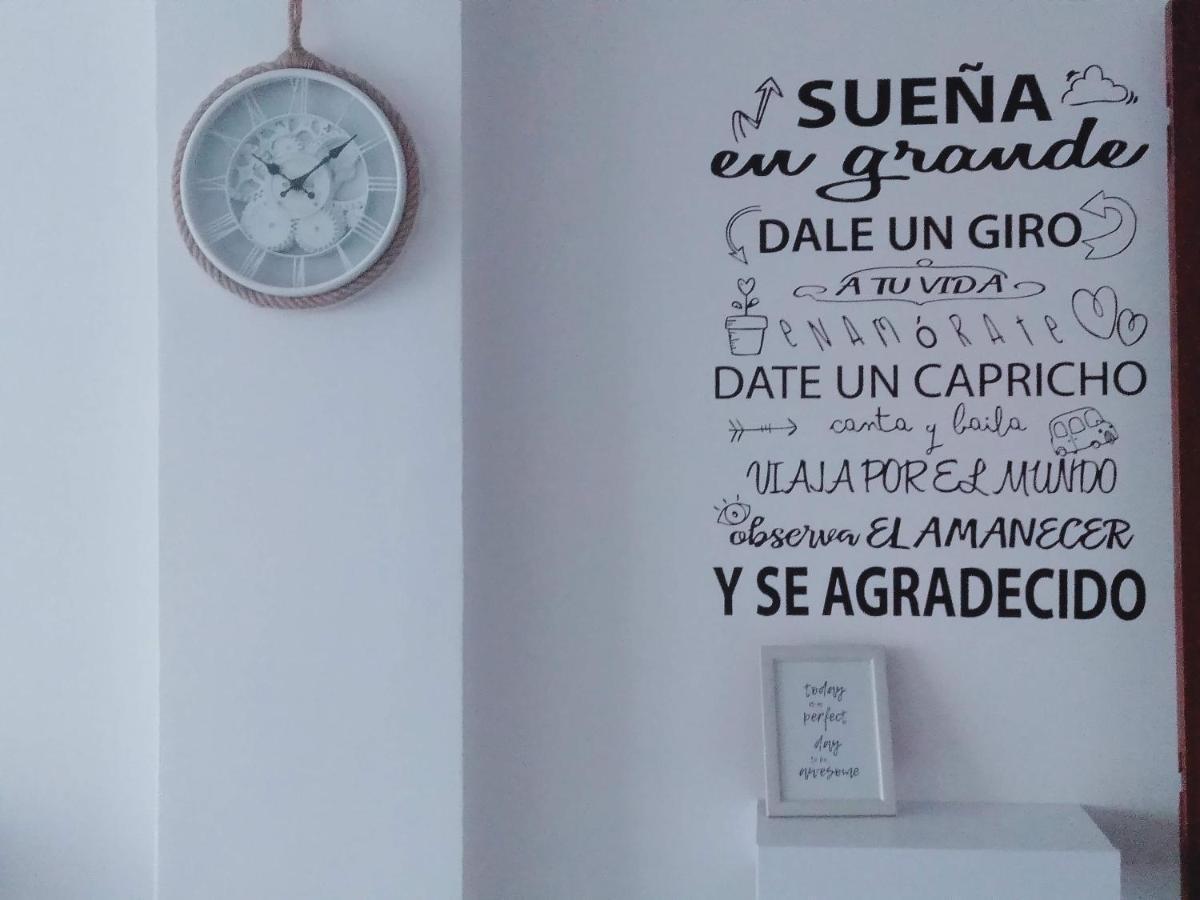 SUEÑA
en grande
DALE UN GIRO
A TU VIDA
ENAMÓRATE
DATE UN CAPRICHO
canta y baila
VIAJA POR EL MUNDO
observa EL AMANECER
Y SE AGRADECIDO
today
is a
perfect
day
to be
awesome